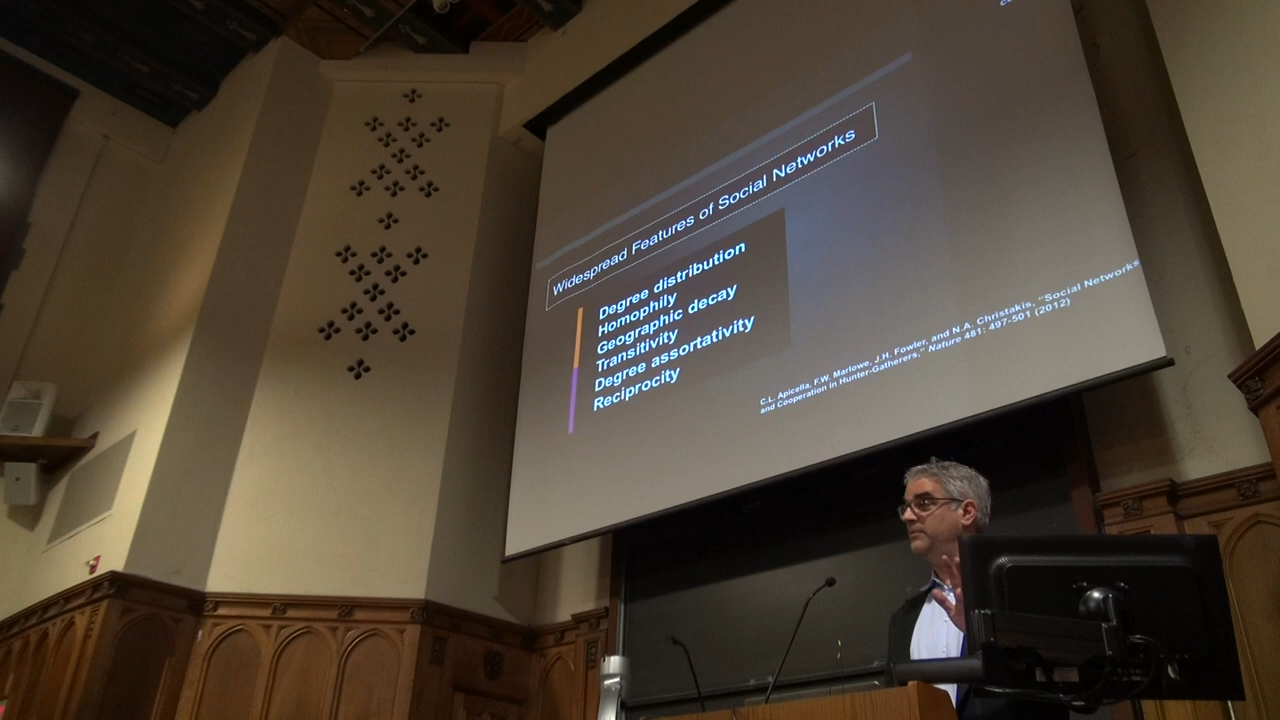 Widespread Features of Social Networks
Degree distribution
Homophily
Geographic decay
Transitivity
Degree assortativity
Reciprocity
C.L. Apicella, F.W. Marlowe, J.H. Fowler, and N.A. Christakis, "Social Networks
and Cooperation in Hunter-Gatherers," Nature 481: 497-501 (2012)